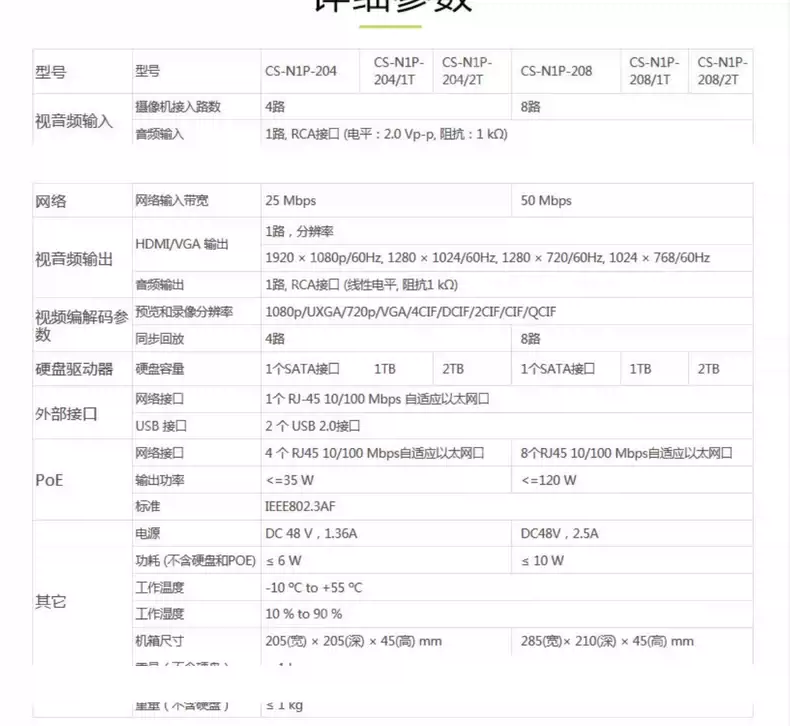 详细参数
型号 型号 CS-N1P-204 CS-N1P-204/1T CS-N1P-204/2T CS-N1P-208 CS-N1P-208/1T CS-N1P-208/2T
视音频输入 摄像机接入路数 4路 8路
音频输入 1路, RCA接口 (电平：2.0 Vp-p, 阻抗：1 kΩ)
网络 网络输入带宽 25 Mbps 50 Mbps
视音频输出 HDMI/VGA 输出 1路，分辨率
1920 × 1080p/60Hz, 1280 × 1024/60Hz, 1280 × 720/60Hz, 1024 × 768/60Hz
音频输出 1路, RCA接口 (线性电平, 阻抗1 kΩ)
视频编解码参数 预览和录像分辨率 1080p/UXGA/720p/VGA/4CIF/DCIF/2CIF/CIF/QCIF
同步回放 4路 8路
硬盘驱动器 硬盘容量 1个SATA接口 1TB 2TB 1个SATA接口 1TB 2TB
外部接口 网络接口 1个 RJ-45 10/100 Mbps 自适应以太网口
USB 接口 2 个 USB 2.0接口
PoE 网络接口 4 个 RJ45 10/100 Mbps自适应以太网口 8个RJ45 10/100 Mbps自适应以太网口
输出功率 <=35 W <=120 W
标准 IEEE802.3AF
其它 电源 DC 48 V，1.36A DC48V，2.5A
功耗 (不含硬盘和POE) ≤ 6 W ≤ 10 W
工作温度 -10 ºC to +55 ºC
工作湿度 10 % to 90 %
机箱尺寸 205(宽) × 205(深) × 45(高) mm 285(宽)× 210(深) × 45(高) mm
重量 ( 不含硬盘 ) ≤ 1 kg